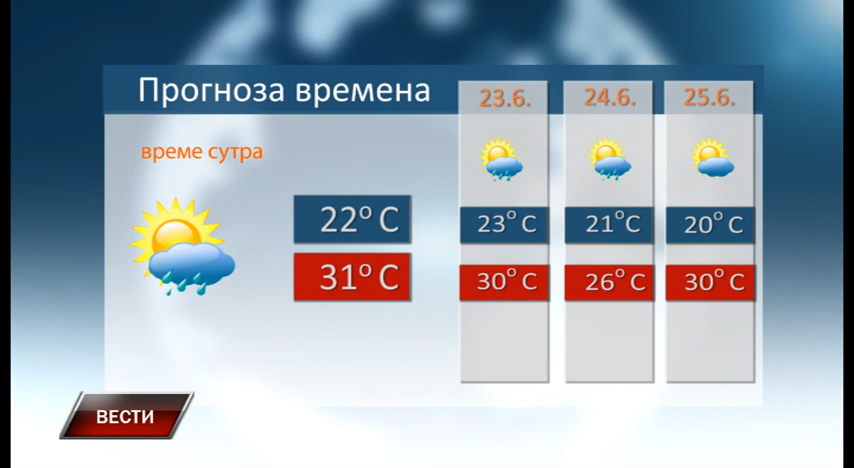 Прогноза времена
време сутра
22° C
31° C
23.6. 24.6. 25.6.
23° C 21°C 20° C
30° C 26° C 30° C
ВЕСТИ